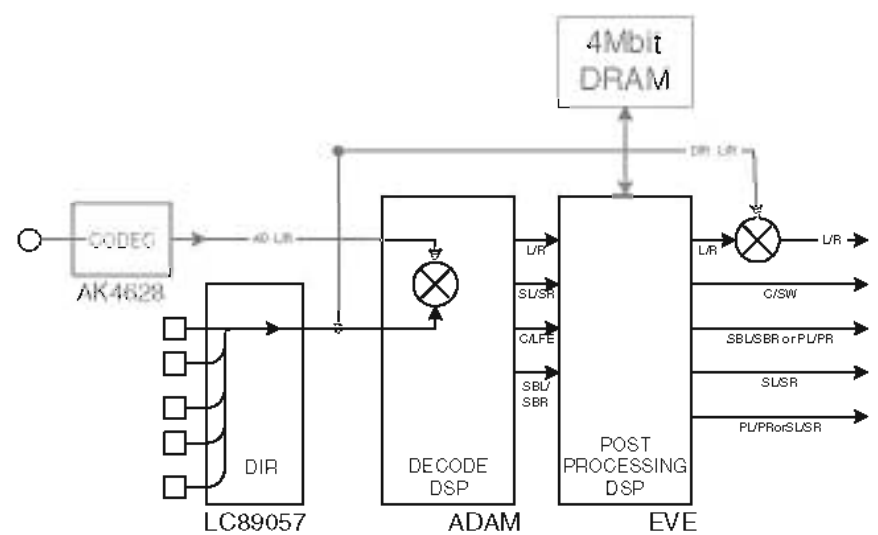 4Mbit
DRAM
DIR L/R
CODEC
AD L/R
AK4628
L/R
L/R
L/R
SL/SR
C/SW
C/LFE
SBL/SBR or PL/PR
SBL/
SBR
SL/SR
PL/PRorSL/SR
DIR
DECODE
DSP
POST
PROCESSING
DSP
LC89057
ADAM
EVE